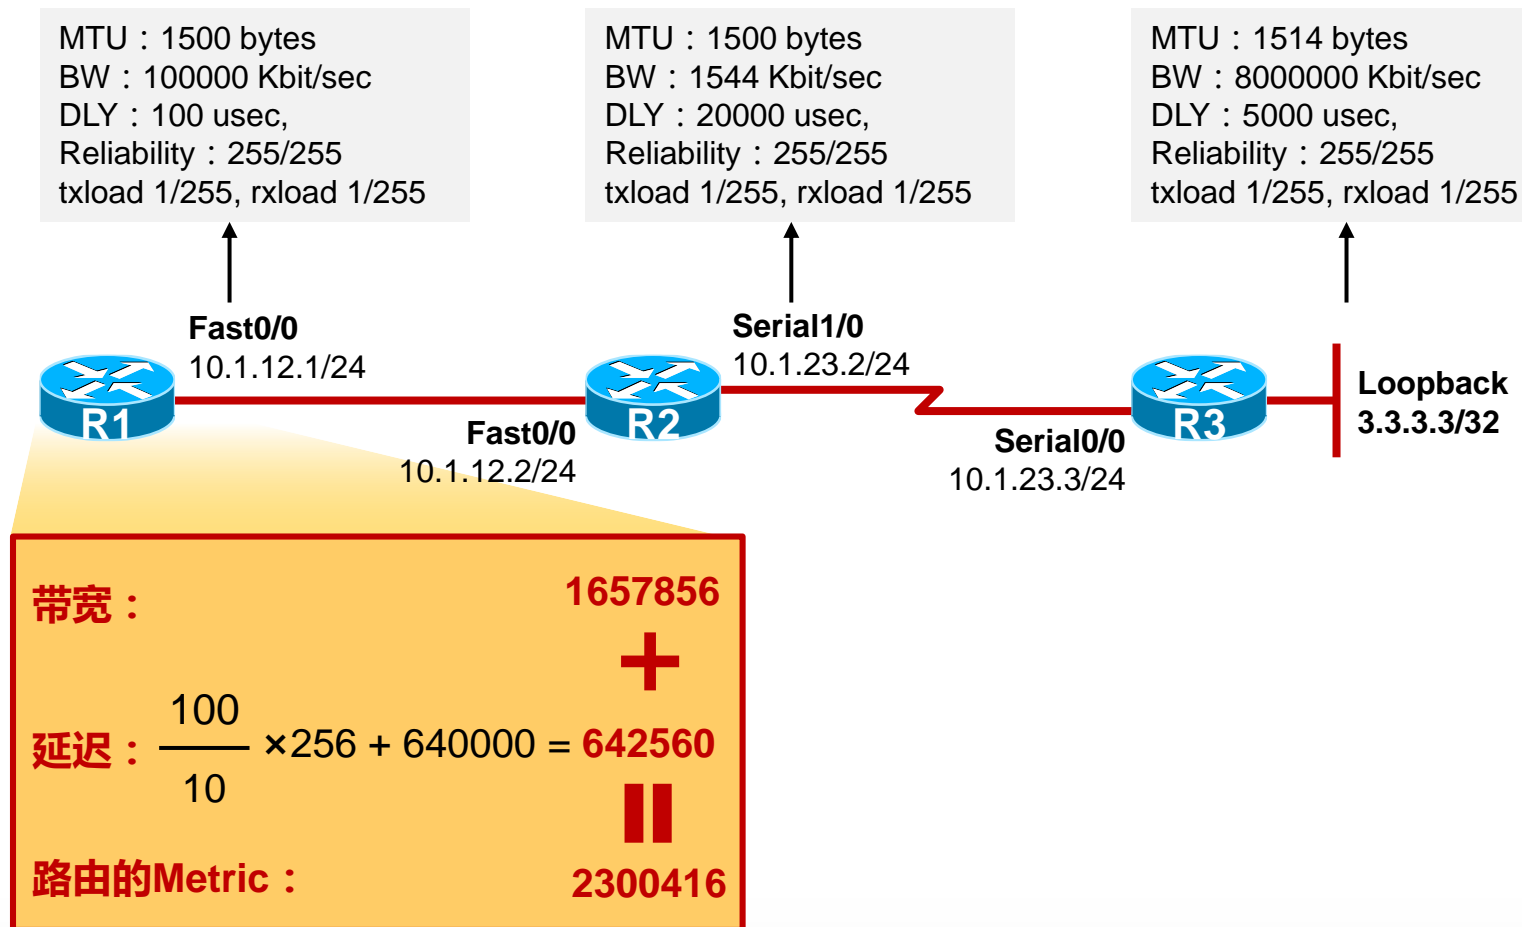 MTU：1500 bytes
BW：100000 Kbit/sec
DLY：100 usec,
Reliability：255/255
txload 1/255, rxload 1/255
MTU：1500 bytes
BW：1544 Kbit/sec
DLY：20000 usec,
Reliability：255/255
txload 1/255, rxload 1/255
MTU：1514 bytes
BW：8000000 Kbit/sec
DLY：5000 usec,
Reliability：255/255
txload 1/255, rxload 1/255
Fast0/0
10.1.12.1/24
Serial1/0
10.1.23.2/24
R1
R2
R3
Fast0/0
10.1.12.2/24
Serial0/0
10.1.23.3/24
Loopback
3.3.3.3/32
带宽： 1657856
+
延迟： 100/10 ×256 + 640000 = 642560
=
路由的Metric： 2300416